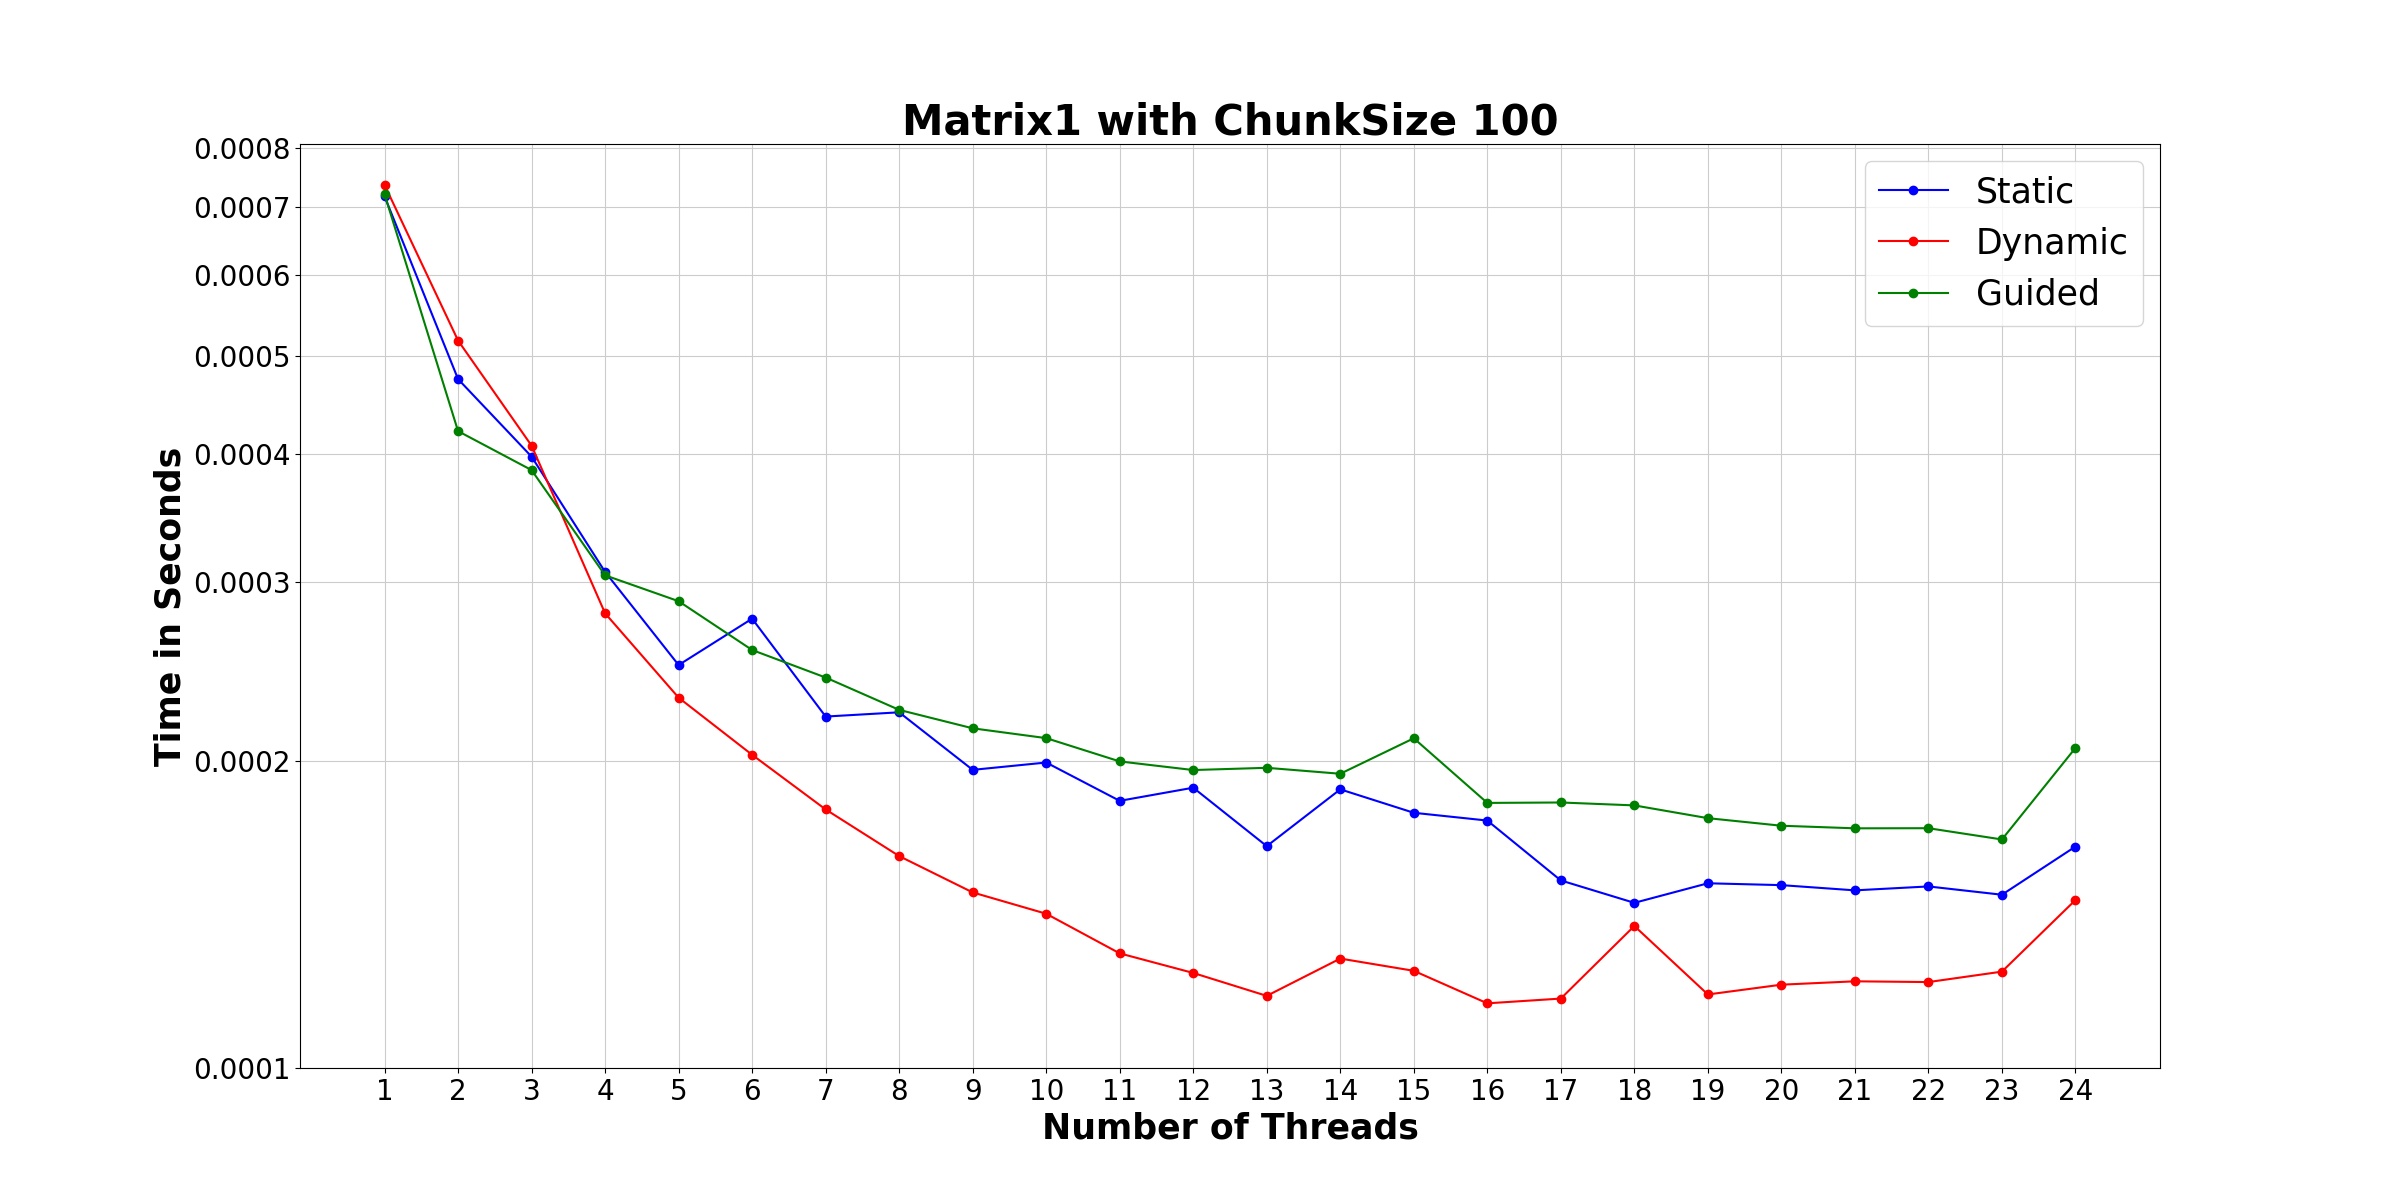 Matrix1 with ChunkSize 100
0.0008
0.0007
0.0006
0.0005
0.0004
0.0003
0.0002
0.0001
Time in Seconds
Static
Dynamic
Guided
1 2 3 4 5 6 7 8 9 10 11 12 13 14 15 16 17 18 19 20 21 22 23 24
Number of Threads